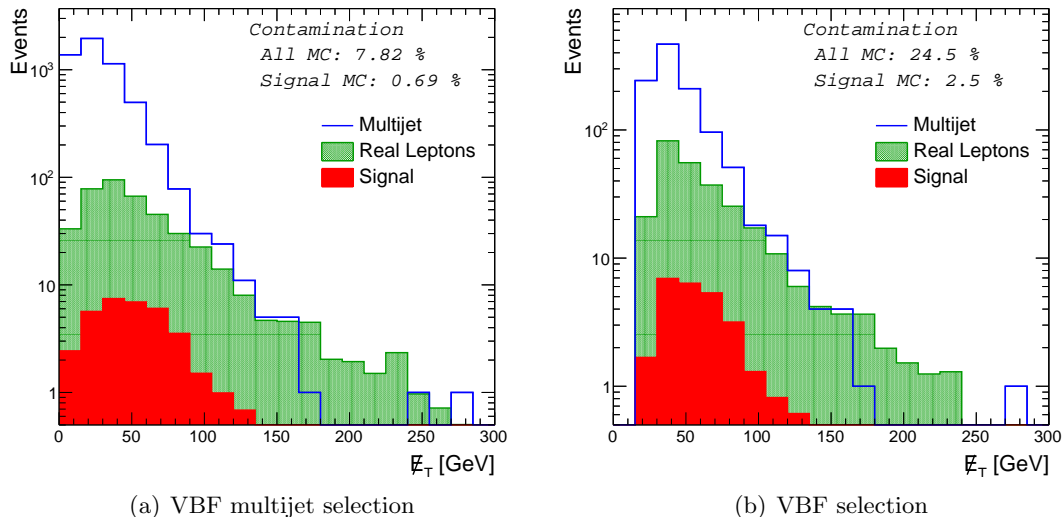 Events
10³
10²
10
1
Contamination
All MC: 7.82 %
Signal MC: 0.69 %
Multijet
Real Leptons
Signal
0 50 100 150 200 250 300
E̸_T [GeV]
(a) VBF multijet selection
Events
10²
10
1
Contamination
All MC: 24.5 %
Signal MC: 2.5 %
Multijet
Real Leptons
Signal
0 50 100 150 200 250 300
E̸_T [GeV]
(b) VBF selection